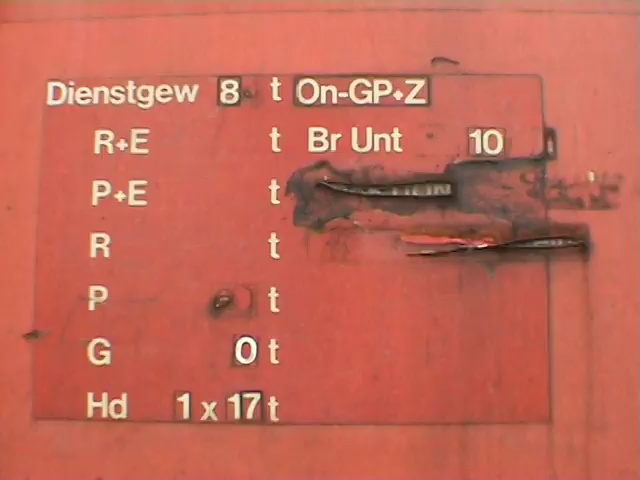 Dienstgew 8 t On-GP+Z
R+E t Br Unt 10
P+E t
R t
P t
G 0 t
Hd 1 x 17 t